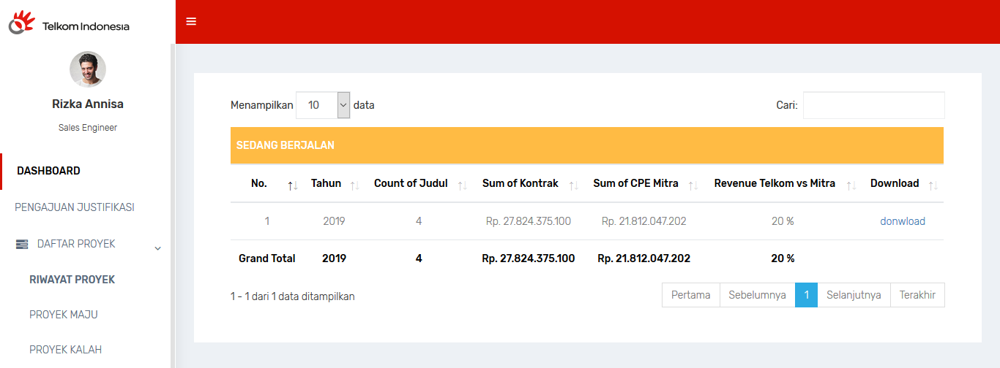 Telkom Indonesia
Rizka Annisa
Sales Engineer
DASHBOARD
PENGAJUAN JUSTIFIKASI
DAFTAR PROYEK
RIWAYAT PROYEK
PROYEK MAJU
PROYEK KALAH
Menampilkan 10 data Cari:
SEDANG BERJALAN
No. Tahun Count of Judul Sum of Kontrak Sum of CPE Mitra Revenue Telkom vs Mitra Download
1 2019 4 Rp. 27.824.375.100 Rp. 21.812.047.202 20 % donwload
Grand Total 2019 4 Rp. 27.824.375.100 Rp. 21.812.047.202 20 %
1 - 1 dari 1 data ditampilkan Pertama Sebelumnya 1 Selanjutnya Terakhir